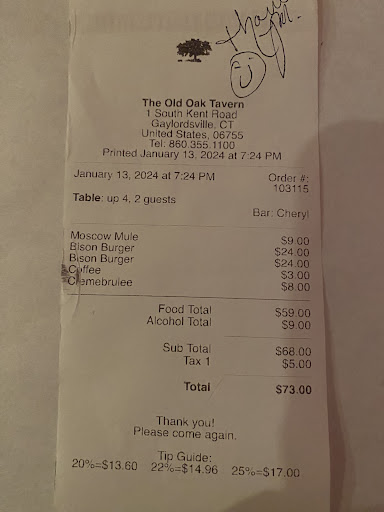 Thank
you.
The Old Oak Tavern
1 South Kent Road
Gaylordsville, CT
United States, 06755
Tel: 860.355.1100
Printed January 13, 2024 at 7:24 PM
January 13, 2024 at 7:24 PM Order #:
103115
Table: up 4, 2 guests
Bar: Cheryl
Moscow Mule $9.00
Bison Burger $24.00
Bison Burger $24.00
Coffee $3.00
Cremebrulee $8.00
Food Total $59.00
Alcohol Total $9.00
Sub Total $68.00
Tax 1 $5.00
Total $73.00
Thank you!
Please come again.
Tip Guide:
20%=$13.60 22%=$14.96 25%=$17.00